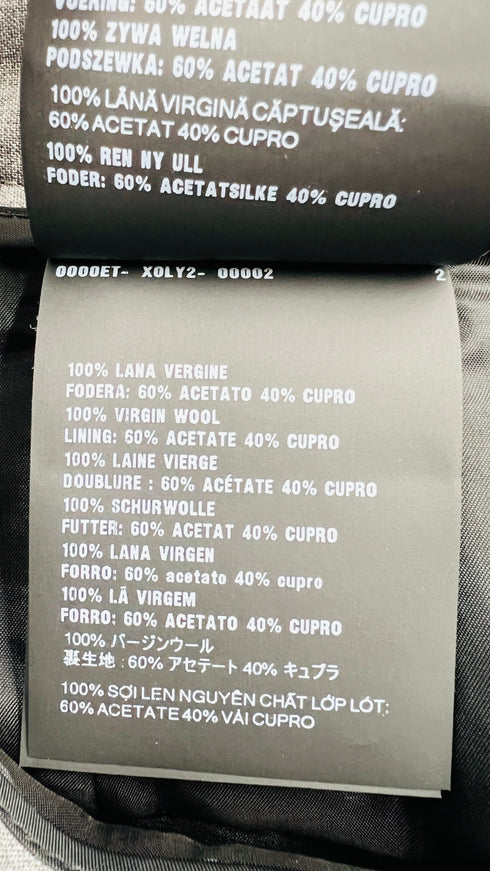 VOERING: 60% ACETAAT 40% CUPRO
100% ZYWA WELNA
PODSZEWKA: 60% ACETAT 40% CUPRO
100% LÂNĂ VIRGINĂ CĂPTUŞEALĂ:
60% ACETAT 40% CUPRO
100% REN NY ULL
FODER: 60% ACETATSILKE 40% CUPRO
0000ET- X0LY2- 00002 2
100% LANA VERGINE
FODERA: 60% ACETATO 40% CUPRO
100% VIRGIN WOOL
LINING: 60% ACETATE 40% CUPRO
100% LAINE VIERGE
DOUBLURE : 60% ACÉTATE 40% CUPRO
100% SCHURWOLLE
FUTTER: 60% ACETAT 40% CUPRO
100% LANA VIRGEN
FORRO: 60% acetato 40% cupro
100% LÃ VIRGEM
FORRO: 60% ACETATO 40% CUPRO
100% バージンウール
裏生地 : 60% アセテート 40% キュプラ
100% SỢI LEN NGUYÊN CHẤT LỚP LÓT:
60% ACETATE 40% VẢI CUPRO